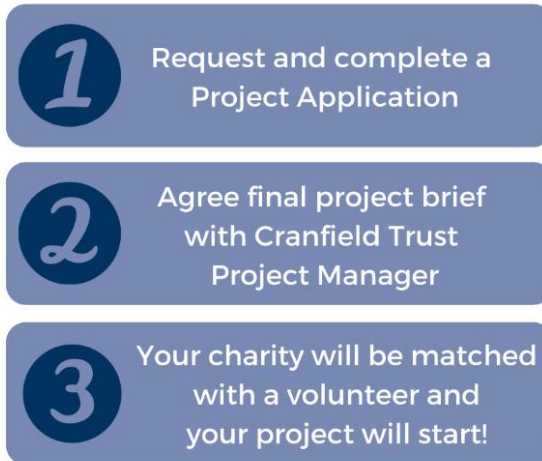 1
Request and complete a
Project Application
2
Agree final project brief
with Cranfield Trust
Project Manager
3
Your charity will be matched
with a volunteer and
your project will start!